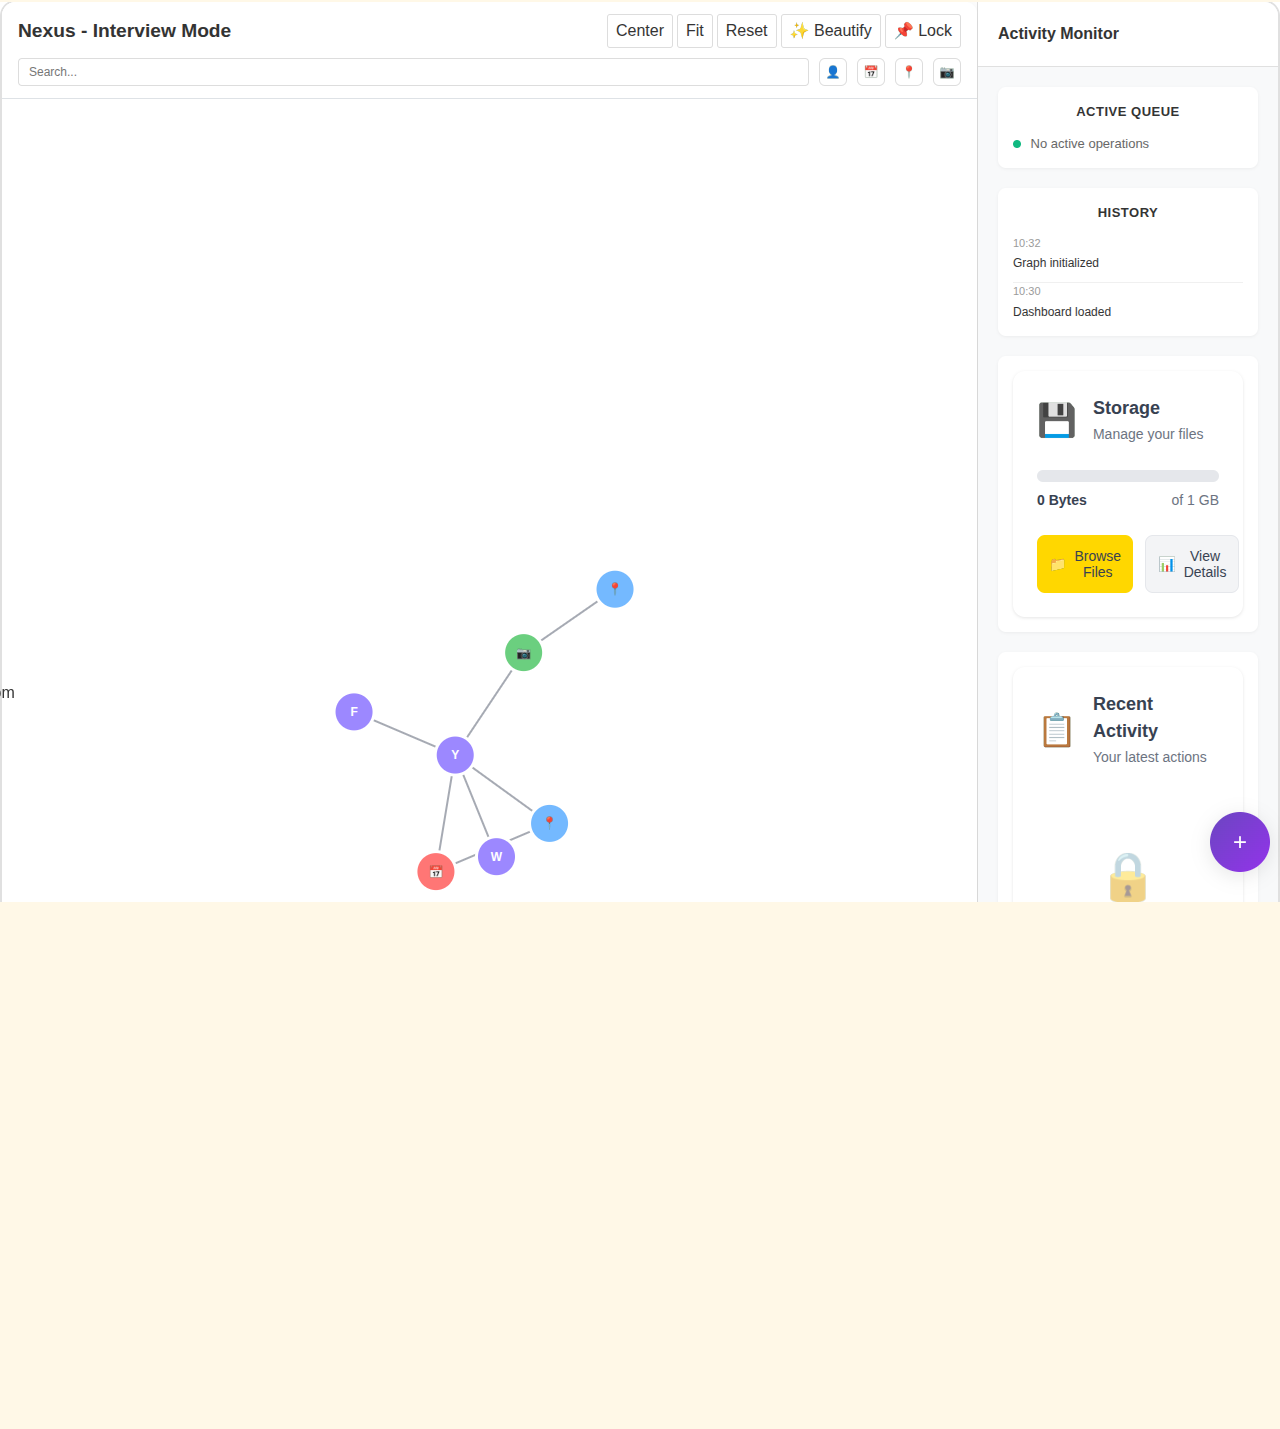 Nexus - Interview Mode
Center Fit Reset ✨ Beautify 📌 Lock
Search...
Activity Monitor
ACTIVE QUEUE
No active operations
HISTORY
10:32
Graph initialized
10:30
Dashboard loaded
Storage
Manage your files
0 Bytes of 1 GB
Browse
Files
View
Details
Recent
Activity
Your latest actions
+
om
F
Y
W